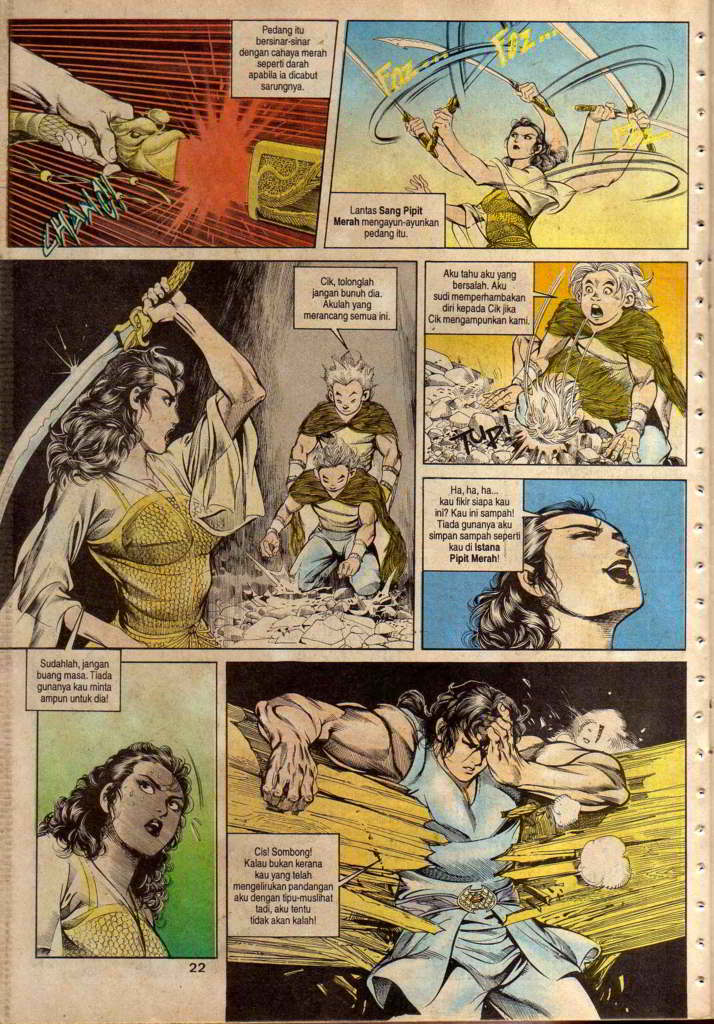 Pedang itu
bersinar-sinar
dengan cahaya merah
seperti darah
apabila ia dicabut
sarungnya.
CHANG!
FOZ...
FOZ...
FOZ
Lantas Sang Pipit
Merah mengayun-ayunkan
pedang itu.
Cik, tolonglah
jangan bunuh dia.
Akulah yang
merancang semua ini.
Aku tahu aku yang
bersalah. Aku
sudi memperhambakan
diri kepada Cik jika
Cik mengampunkan kami.
TUP!
Ha, ha, ha...
kau fikir siapa kau
ini? Kau ini sampah!
Tiada gunanya aku
simpan sampah seperti
kau di Istana
Pipit Merah!
Sudahlah, jangan
buang masa. Tiada
gunanya kau minta
ampun untuk dia!
Cis! Sombong!
Kalau bukan kerana
kau yang telah
mengelirukan pandangan
aku dengan tipu-muslihat
tadi, aku tentu
tidak akan kalah!
22